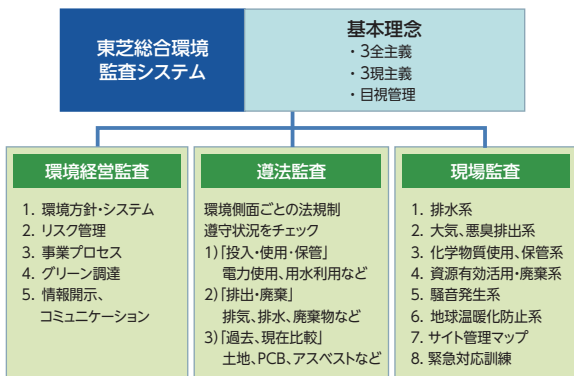 東芝総合環境
監査システム
基本理念
・3全主義
・3現主義
・目視管理
環境経営監査
1. 環境方針・システム
2. リスク管理
3. 事業プロセス
4. グリーン調達
5. 情報開示、
コミュニケーション
遵法監査
環境側面ごとの法規制
遵守状況をチェック
1)「投入・使用・保管」
電力使用、用水利用など
2)「排出・廃棄」
排気、排水、廃棄物など
3)「過去、現在比較」
土地、PCB、アスベストなど
現場監査
1. 排水系
2. 大気、悪臭排出系
3. 化学物質使用、保管系
4. 資源有効活用・廃棄系
5. 騒音発生系
6. 地球温暖化防止系
7. サイト管理マップ
8. 緊急対応訓練